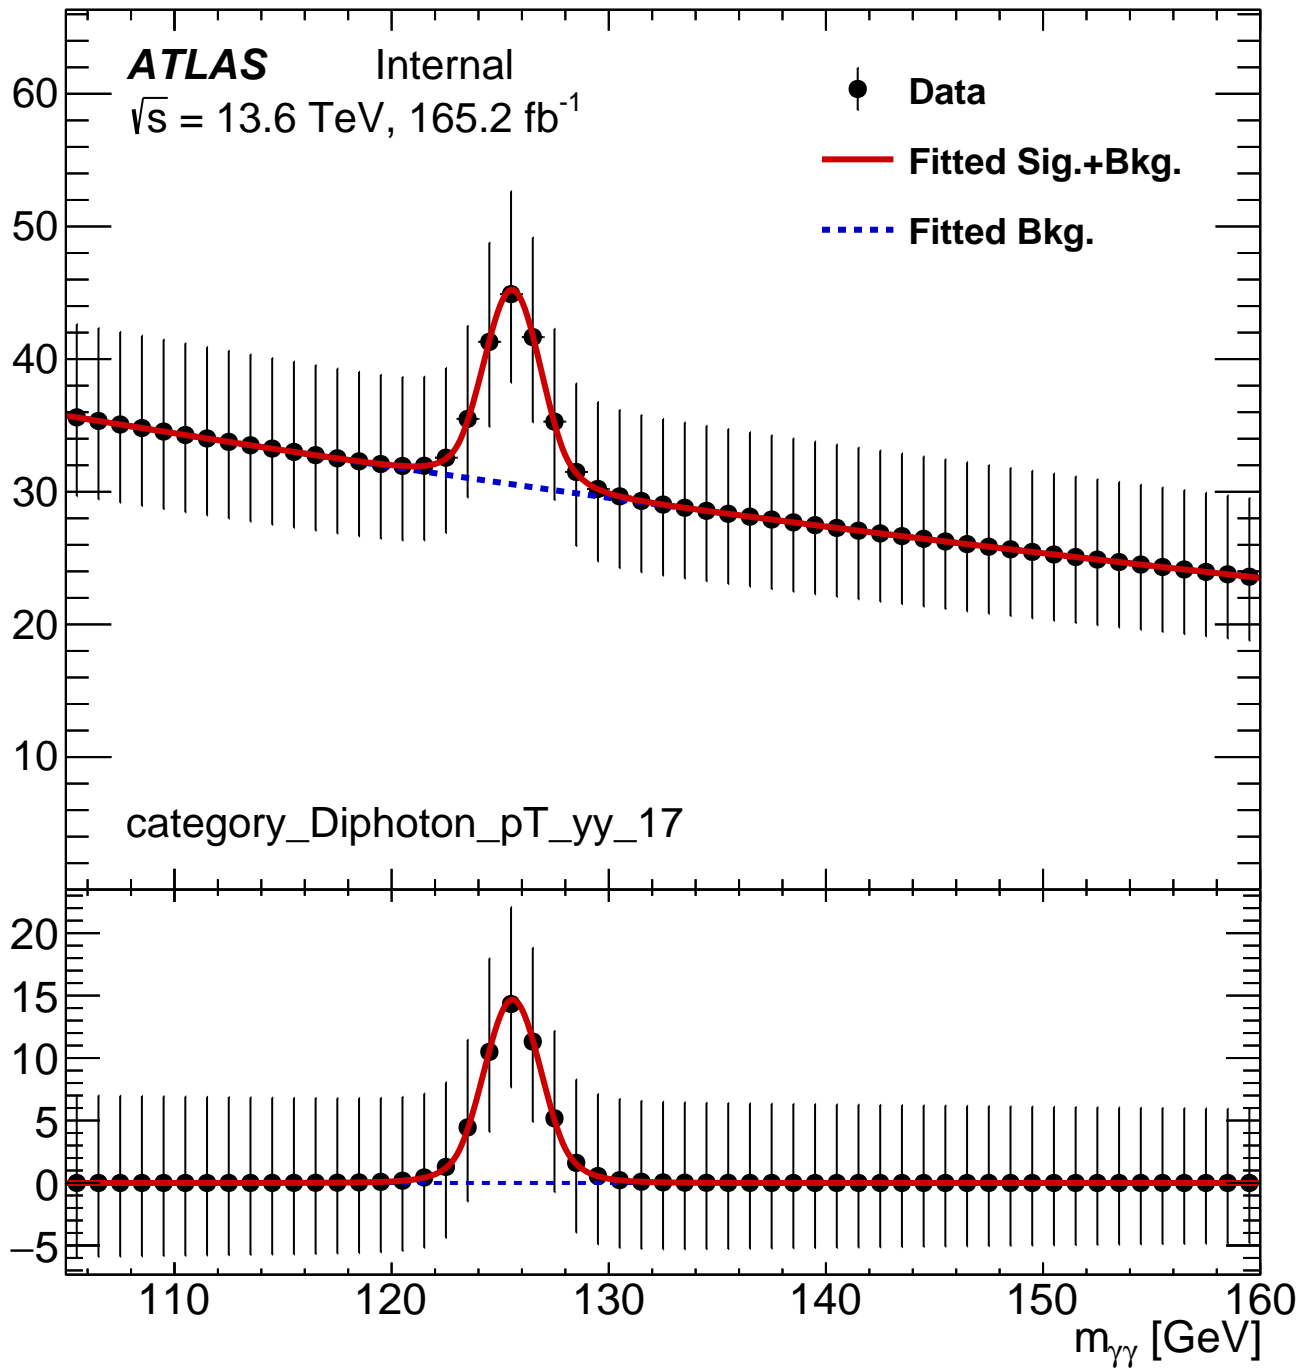 ATLAS Internal
√s = 13.6 TeV, 165.2 fb⁻¹
Data
Fitted Sig.+Bkg.
Fitted Bkg.
60
50
40
30
20
10
category_Diphoton_pT_yy_17
20
15
10
5
0
−5
110 120 130 140 150 160
m_γγ [GeV]